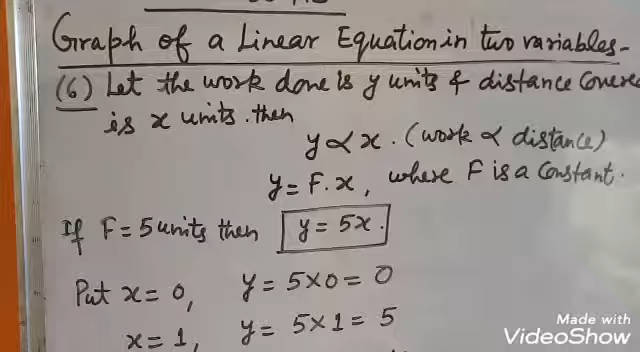 Graph of a Linear Equation in two variables-
(6) Let the work done is y units & distance covered
is x units. then
y ∝ x. (work ∝ distance)
y = F.x, where F is a constant.
If F = 5 units then y = 5x.
Put x = 0, y = 5×0 = 0
x = 1, y = 5×1 = 5
Made with
VideoShow